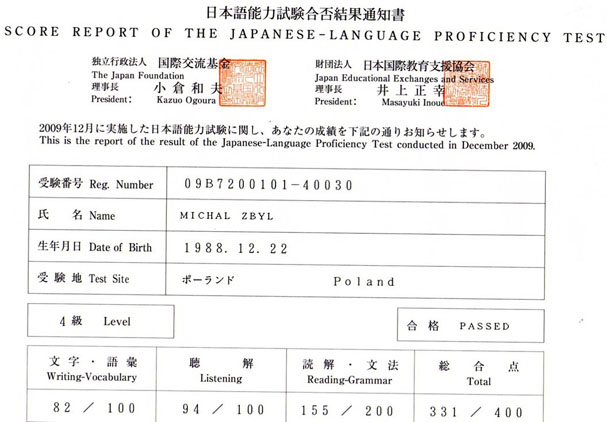 日本語能力試験合否結果通知書
SCORE REPORT OF THE JAPANESE-LANGUAGE PROFICIENCY TEST
独立行政法人 国際交流基金
The Japan Foundation
理事長 小倉和夫
President: Kazuo Ogoura
財団法人 日本国際教育支援協会
Japan Educational Exchanges and Services
理事長 井上正幸
President: Masayuki Inoue
2009年12月に実施した日本語能力試験に関し、あなたの成績を下記の通りお知らせします。
This is the report of the result of the Japanese-Language Proficiency Test conducted in December 2009.
受験番号 Reg. Number 09B7200101-40030
氏 名 Name MICHAL ZBYL
生年月日 Date of Birth 1988.12.22
受験地 Test Site ポーランド Poland
4級 Level
合格 PASSED
文字・語彙 聴解 読解・文法 総合点
Writing-Vocabulary Listening Reading-Grammar Total
82 / 100 94 / 100 155 / 200 331 / 400